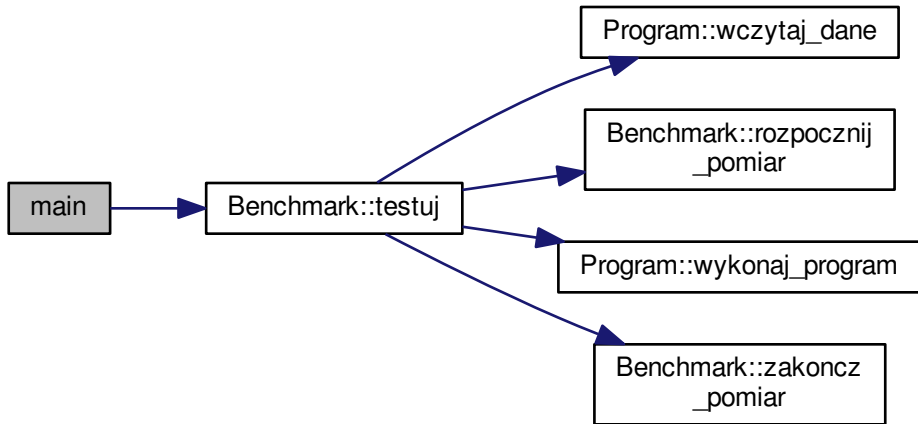 main
Benchmark::testuj
Program::wczytaj_dane
Benchmark::rozpocznij
_pomiar
Program::wykonaj_program
Benchmark::zakoncz
_pomiar